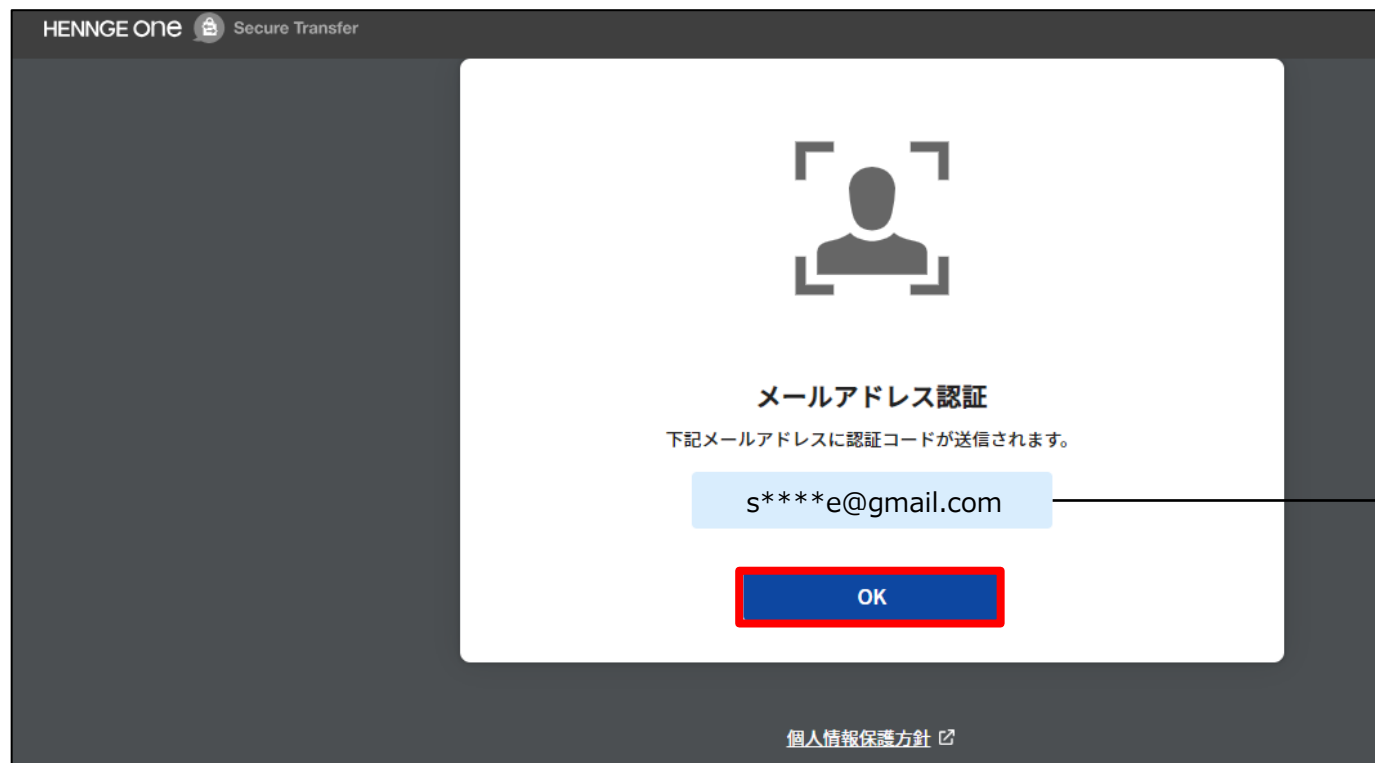 HENNGE One Secure Transfer
メールアドレス認証
下記メールアドレスに認証コードが送信されます。
s****e@gmail.com
OK
個人情報保護方針